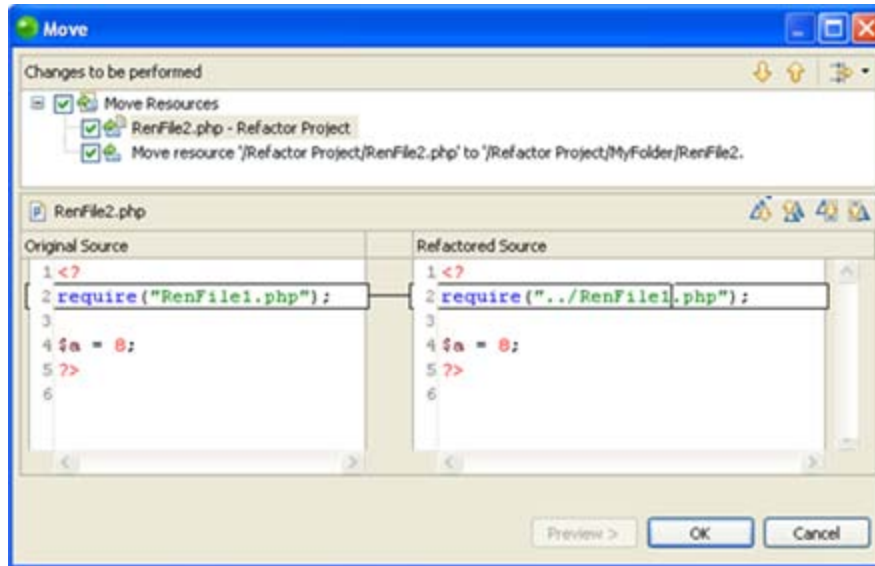 Move
Changes to be performed
Move Resources
RenFile2.php - Refactor Project
Move resource '/Refactor Project/RenFile2.php' to '/Refactor Project/MyFolder/RenFile2.
RenFile2.php
Original Source
1 <?
2 require("RenFile1.php");
3
4 $a = 8;
5 ?>
6
Refactored Source
1 <?
2 require("../RenFile1.php");
3
4 $a = 8;
5 ?>
6
Preview >
OK
Cancel